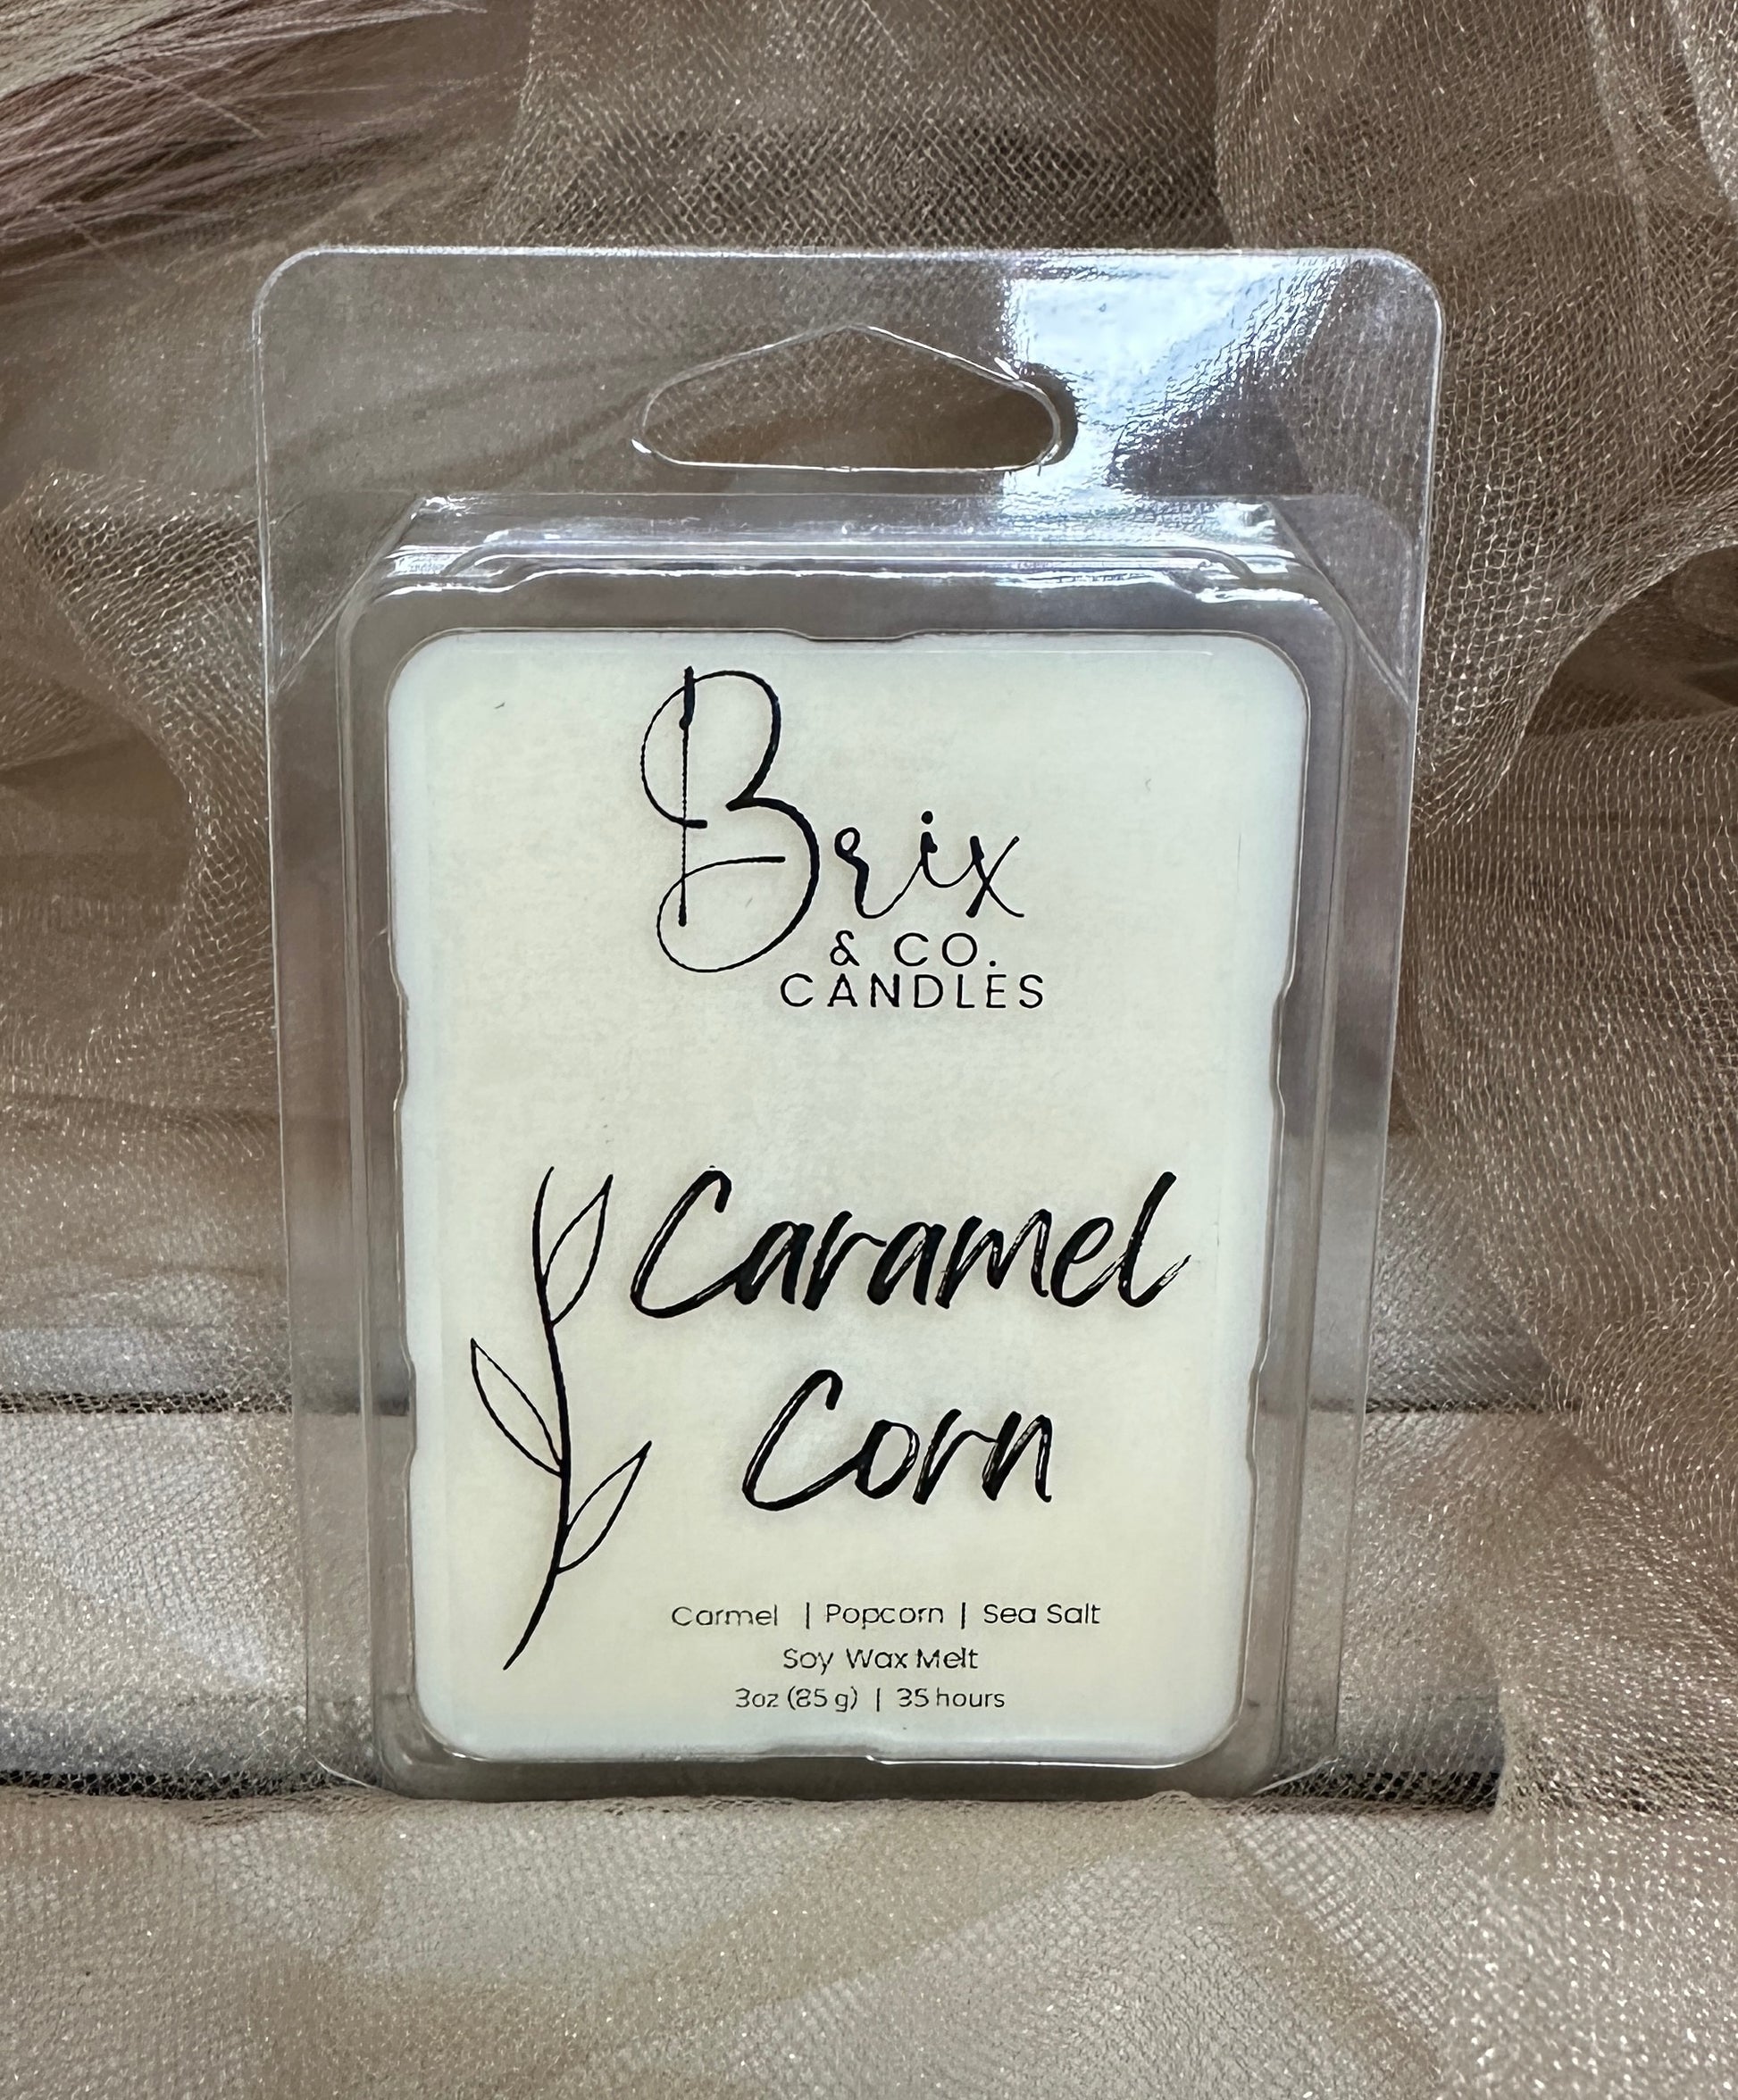 Brix
& CO.
CANDLES
Caramel
Corn
Carmel | Popcorn | Sea Salt
Soy Wax Melt
3oz (85 g) | 35 hours